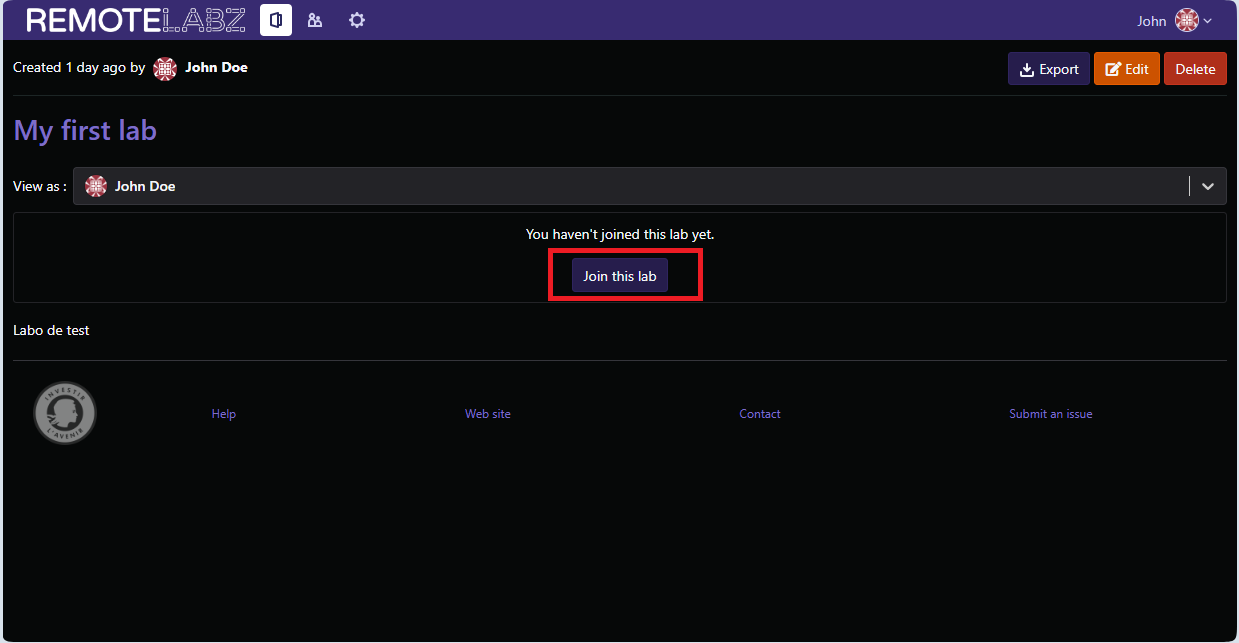 REMOTELABZ
John
Created 1 day ago by John Doe
Export
Edit
Delete
My first lab
View as : John Doe
You haven't joined this lab yet.
Join this lab
Labo de test
INVESTIR
L'AVENIR
Help
Web site
Contact
Submit an issue